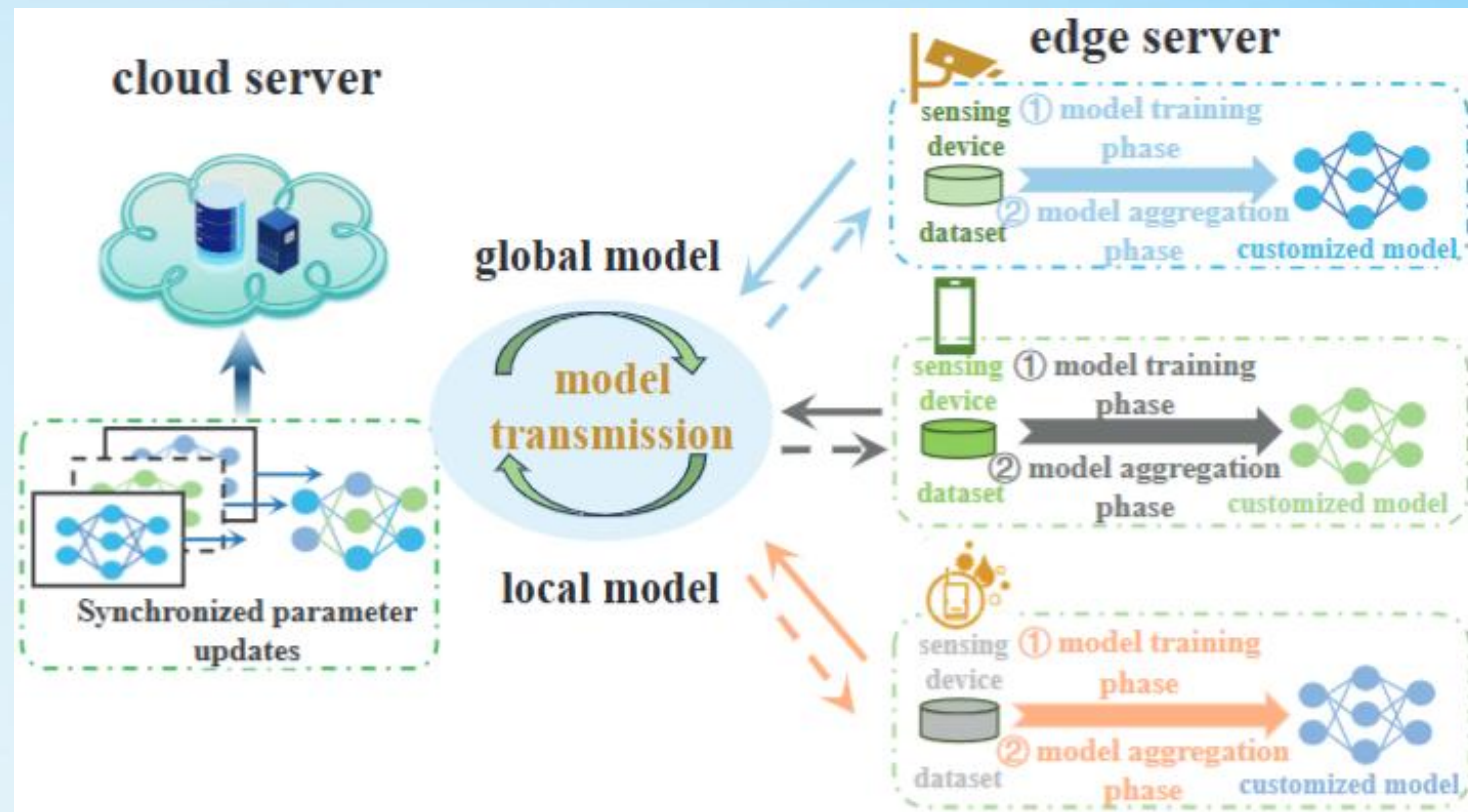 cloud server
Synchronized parameter
updates
global model
model
transmission
local model
edge server
sensing
device
dataset
① model training
phase
② model aggregation
phase
customized model
sensing
device
dataset
① model training
phase
② model aggregation
phase
customized model
sensing
device
dataset
① model training
phase
② model aggregation
phase
customized model